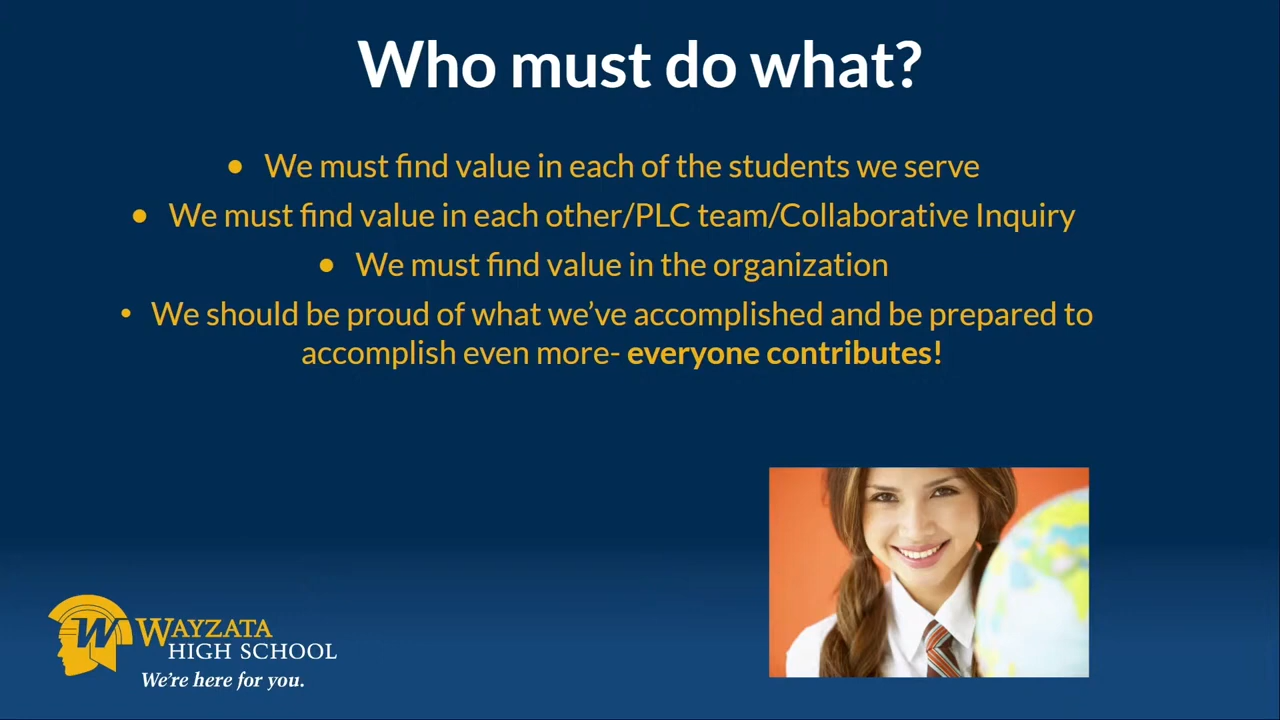 Who must do what?
● We must find value in each of the students we serve
● We must find value in each other/PLC team/Collaborative Inquiry
● We must find value in the organization
• We should be proud of what we’ve accomplished and be prepared to
accomplish even more- everyone contributes!
W WAYZATA
HIGH SCHOOL
We’re here for you.